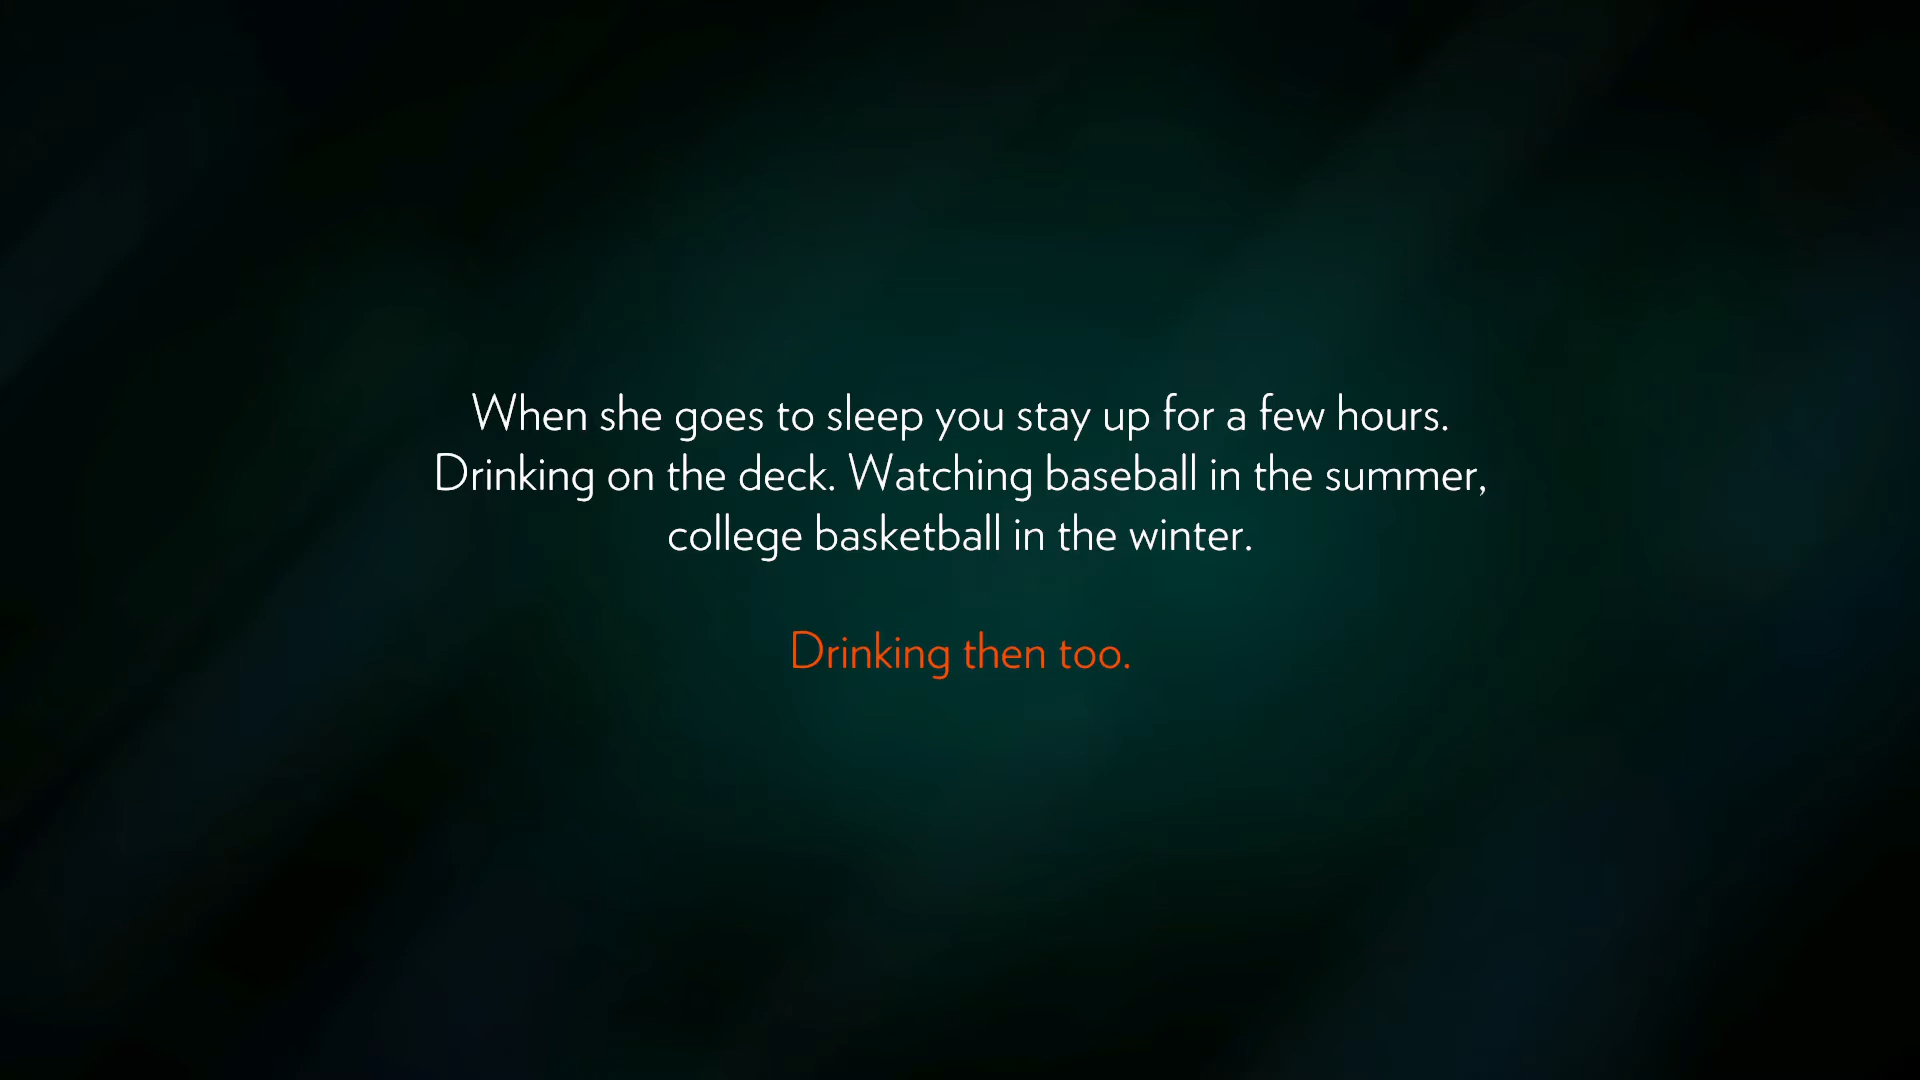 When she goes to sleep you stay up for a few hours.
Drinking on the deck. Watching baseball in the summer,
college basketball in the winter.
Drinking then too.